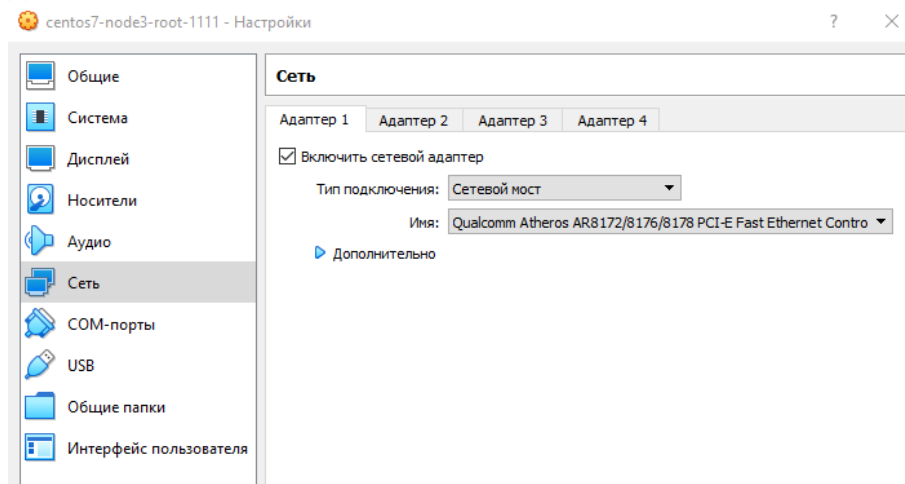 centos7-node3-root-1111 - Настройки
?
Общие
Система
Дисплей
Носители
Аудио
Сеть
COM-порты
USB
Общие папки
Интерфейс пользователя
Сеть
Адаптер 1 Адаптер 2 Адаптер 3 Адаптер 4
Включить сетевой адаптер
Тип подключения: Сетевой мост
Имя: Qualcomm Atheros AR8172/8176/8178 PCI-E Fast Ethernet Contro
Дополнительно